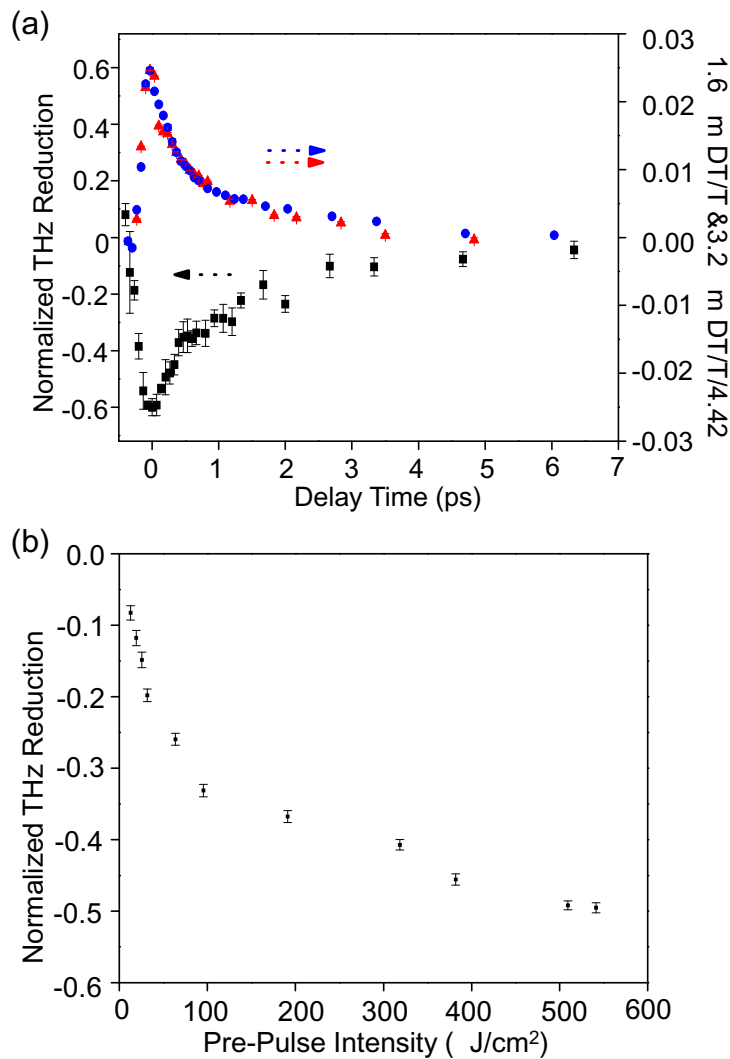 (a)
0.6
0.4
0.2
0
-0.2
-0.4
-0.6
Normalized THz Reduction
0.03
0.02
0.01
0.00
-0.01
-0.02
-0.03
1.6 m DT/T &3.2 m DT/T/4.42
0 1 2 3 4 5 6 7
Delay Time (ps)
(b)
0.0
-0.1
-0.2
-0.3
-0.4
-0.5
-0.6
Normalized THz Reduction
0 100 200 300 400 500 600
Pre-Pulse Intensity ( J/cm²)